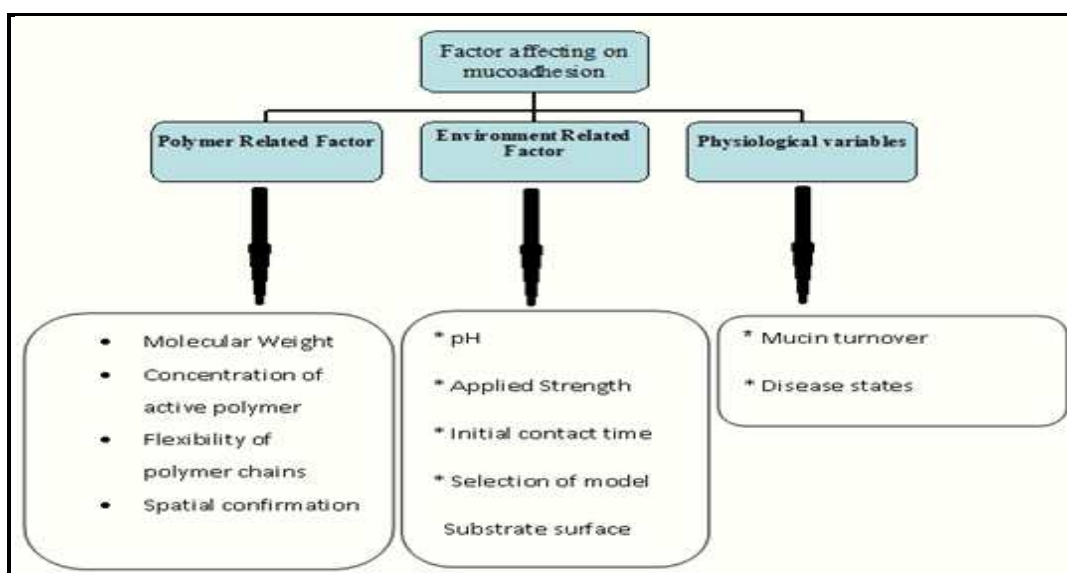 Factor affecting on
mucoadhesion
Polymer Related Factor
Environment Related
Factor
Physiological variables
• Molecular Weight
• Concentration of
active polymer
• Flexibility of
polymer chains
• Spatial confirmation
* pH
* Applied Strength
* Initial contact time
* Selection of model
Substrate surface
* Mucin turnover
* Disease states